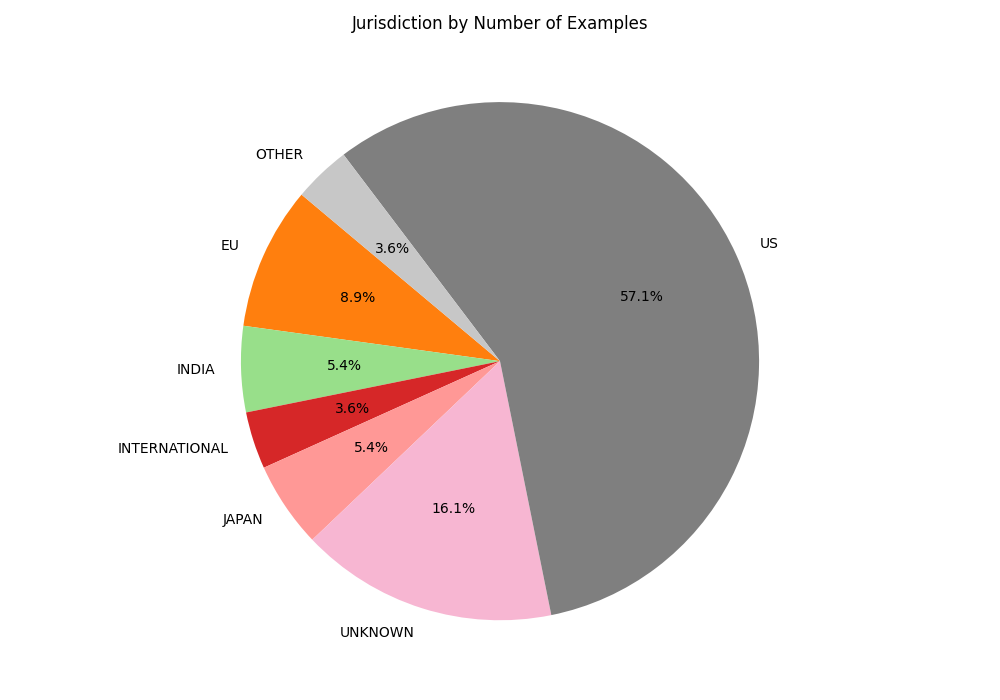 Jurisdiction by Number of Examples
OTHER
3.6%
US
EU
8.9%
57.1%
INDIA
5.4%
INTERNATIONAL
3.6%
JAPAN
5.4%
UNKNOWN
16.1%